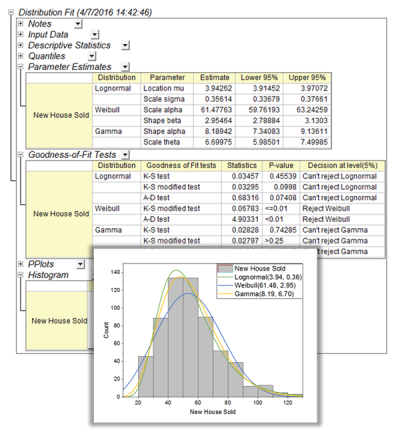 Distribution Fit (4/7/2016 14:42:46)
Notes
Input Data
Descriptive Statistics
Quantiles
Parameter Estimates
Distribution Parameter Estimate Lower 95% Upper 95%
New House Sold
Lognormal Location mu 3.94262 3.91452 3.97072
Scale sigma 0.35614 0.33679 0.37661
Weibull Scale alpha 61.47763 59.76193 63.24259
Shape beta 2.95464 2.78884 3.1303
Gamma Shape alpha 8.18942 7.34083 9.13611
Scale theta 6.69975 5.98501 7.49985
Goodness-of-Fit Tests
Distribution Goodness of Fit tests Statistics P-value Decision at level(5%)
New House Sold
Lognormal K-S test 0.03457 0.45539 Can't reject Lognormal
K-S modified test 0.03295 0.0998 Can't reject Lognormal
A-D test 0.68316 0.07408 Can't reject Lognormal
Weibull K-S modified test 0.06783 <=0.01 Reject Weibull
A-D test 4.90331 <0.01 Reject Weibull
Gamma K-S test 0.02828 0.74285 Can't reject Gamma
K-S modified test 0.02797 >0.25 Can't reject Gamma
Can't reject Gamma
PPlots
Histogram
New House Sold
New House Sold
Lognormal(3.94, 0.36)
Weibull(61.48, 2.95)
Gamma(8.19, 6.70)
140
120
100
80
60
40
20
0
Count
20 40 60 80 100 120
New House Sold